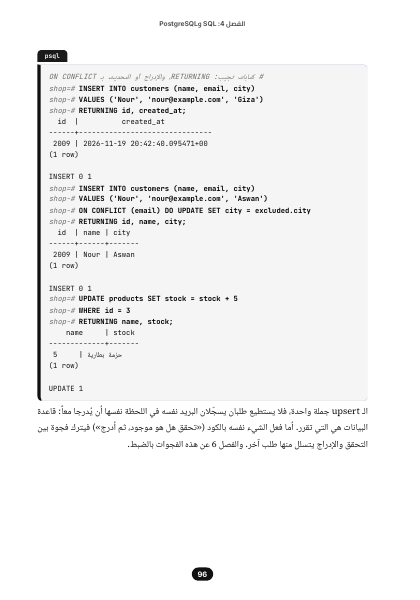 الفصل 4: SQL وPostgreSQL
psql
# كتابات تجيب: RETURNING، والإدراج أو التحديث بـ ON CONFLICT
shop=# INSERT INTO customers (name, email, city)
shop-# VALUES ('Nour', 'nour@example.com', 'Giza')
shop-# RETURNING id, created_at;
id | created_at
------+-------------------------------
2009 | 2026-11-19 20:42:40.095471+00
(1 row)
INSERT 0 1
shop=# INSERT INTO customers (name, email, city)
shop-# VALUES ('Nour', 'nour@example.com', 'Aswan')
shop-# ON CONFLICT (email) DO UPDATE SET city = excluded.city
shop-# RETURNING id, name, city;
id | name | city
------+------+-------
2009 | Nour | Aswan
(1 row)
INSERT 0 1
shop=# UPDATE products SET stock = stock + 5
shop-# WHERE id = 3
shop-# RETURNING name, stock;
name | stock
-------------+-------
حزمة بطارية | 5
(1 row)
UPDATE 1
الـ upsert جملة واحدة، فلا يستطيع طلبان يسجّلان البريد نفسه في اللحظة نفسها أن يُدرجا معاً: قاعدة
البيانات هي التي تقرر. أما فعل الشيء نفسه بالكود («تحقق هل هو موجود، ثم أدرج») فيترك فجوة بين
التحقق والإدراج يتسلل منها طلب آخر. والفصل 6 عن هذه الفجوات بالضبط.
96